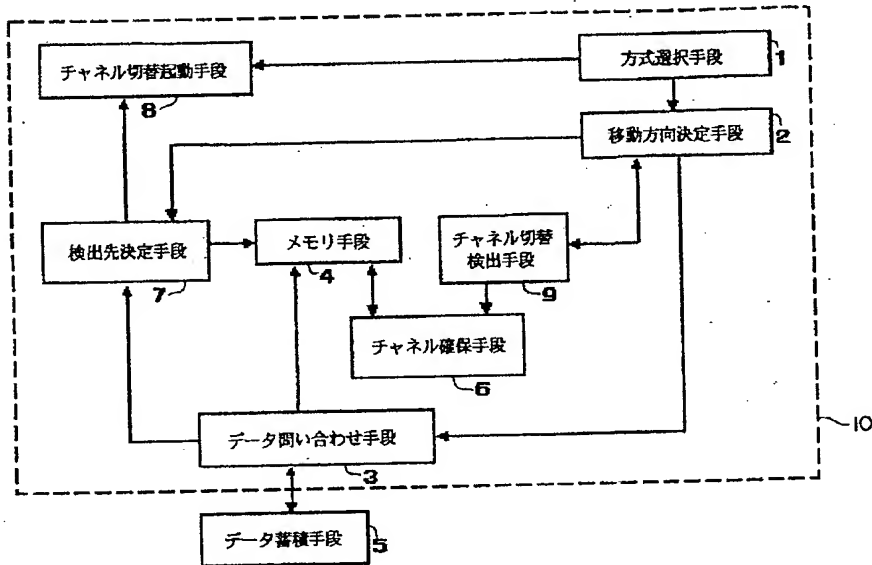 チャネル切替起動手段
8
方式選択手段
1
移動方向決定手段
2
検出先決定手段
7
メモリ手段
4
チャネル切替
検出手段
9
チャネル確保手段
6
データ問い合わせ手段
3
10
データ蓄積手段
5